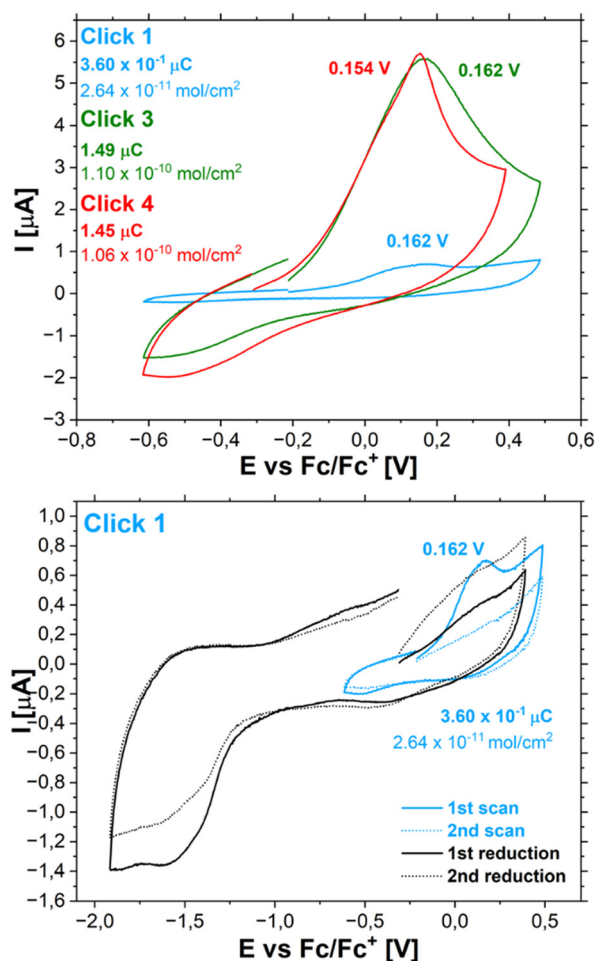 Click 1
3.60 x 10⁻¹ µC
2.64 x 10⁻¹¹ mol/cm²
Click 3
1.49 µC
1.10 x 10⁻¹⁰ mol/cm²
Click 4
1.45 µC
1.06 x 10⁻¹⁰ mol/cm²
0.154 V
0.162 V
0.162 V
I [µA]
6
5
4
3
2
1
0
−1
−2
−3
−0,8 −0,6 −0,4 −0,2 0,0 0,2 0,4 0,6
E vs Fc/Fc⁺ [V]
Click 1
0.162 V
3.60 x 10⁻¹ µC
2.64 x 10⁻¹¹ mol/cm²
1st scan
2nd scan
1st reduction
2nd reduction
I [µA]
1,0
0,8
0,6
0,4
0,2
0,0
−0,2
−0,4
−0,6
−0,8
−1,0
−1,2
−1,4
−1,6
−2,0 −1,5 −1,0 −0,5 0,0 0,5
E vs Fc/Fc⁺ [V]